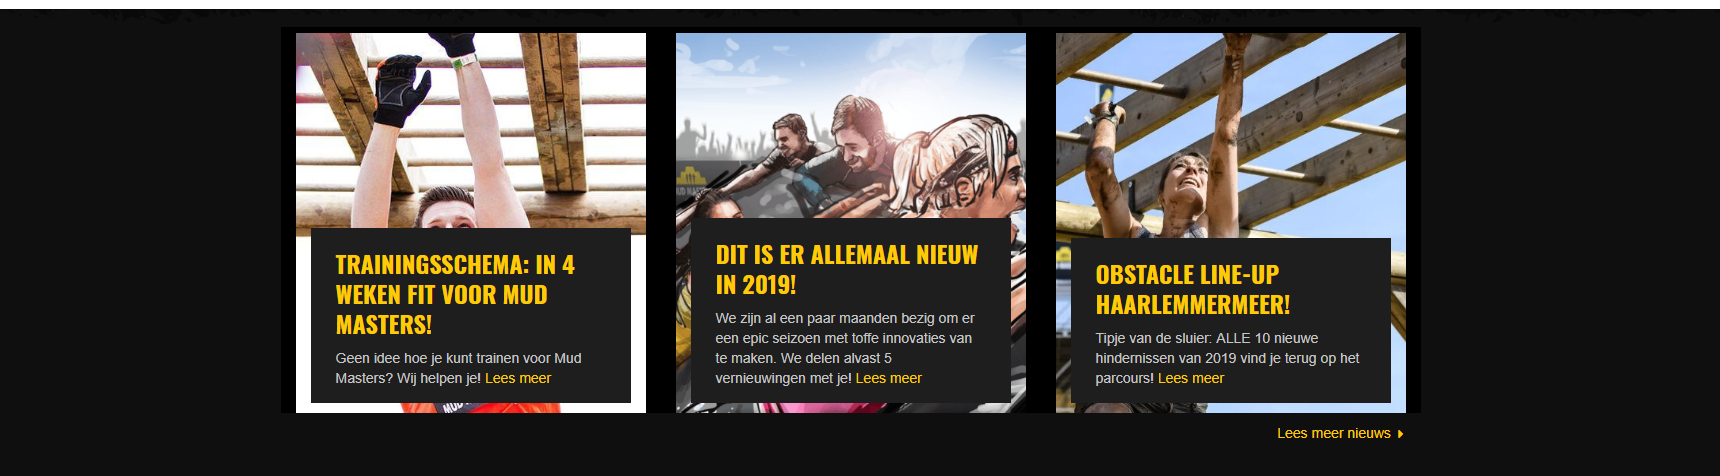 TRAININGSSCHEMA: IN 4
WEKEN FIT VOOR MUD
MASTERS!
Geen idee hoe je kunt trainen voor Mud
Masters? Wij helpen je! Lees meer
DIT IS ER ALLEMAAL NIEUW
IN 2019!
We zijn al een paar maanden bezig om er
een epic seizoen met toffe innovaties van
te maken. We delen alvast 5
vernieuwingen met je! Lees meer
OBSTACLE LINE-UP
HAARLEMMERMEER!
Tipje van de sluier: ALLE 10 nieuwe
hindernissen van 2019 vind je terug op het
parcours! Lees meer
Lees meer nieuws